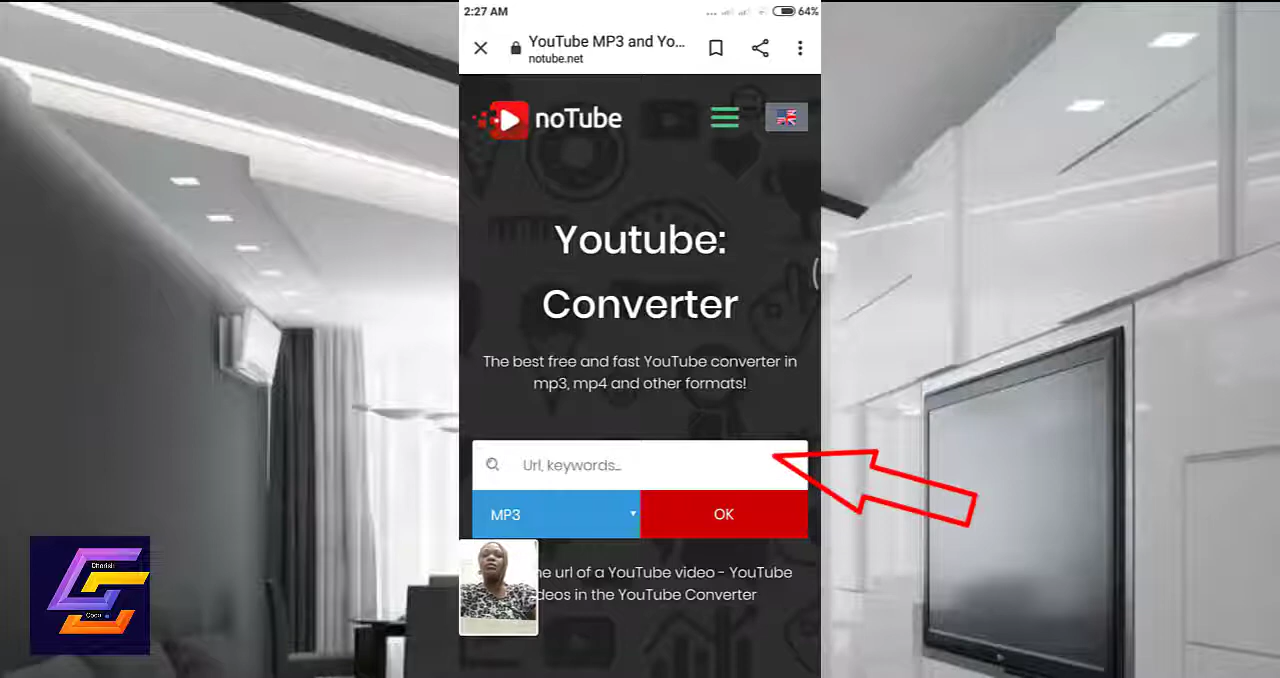 2:27 AM
64%
YouTube MP3 and Yo...
notube.net
noTube
Youtube:
Converter
The best free and fast YouTube converter in
mp3, mp4 and other formats!
Url, keywords...
MP3
OK
ne url of a YouTube video - YouTube
deos in the YouTube Converter